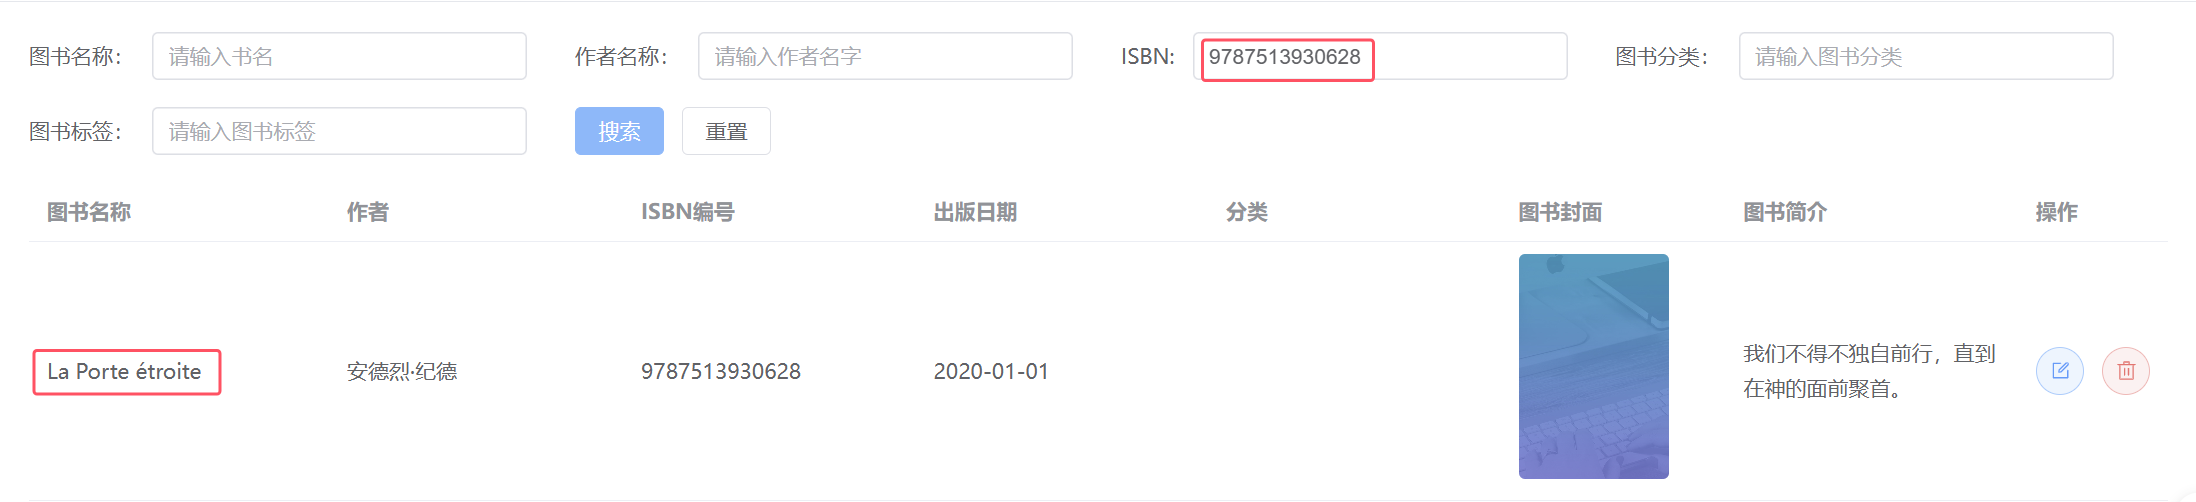 图书名称： 请输入书名 作者名称： 请输入作者名字 ISBN: 9787513930628 图书分类： 请输入图书分类
图书标签： 请输入图书标签 搜索 重置
图书名称 作者 ISBN编号 出版日期 分类 图书封面 图书简介 操作
La Porte étroite 安德烈·纪德 9787513930628 2020-01-01 我们不得不独自前行，直到
在神的面前聚首。